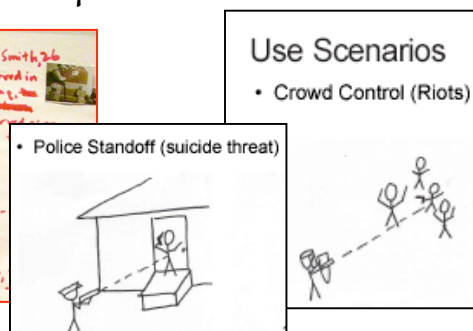 Smith, 26
Use Scenarios
• Crowd Control (Riots)
• Police Standoff (suicide threat)